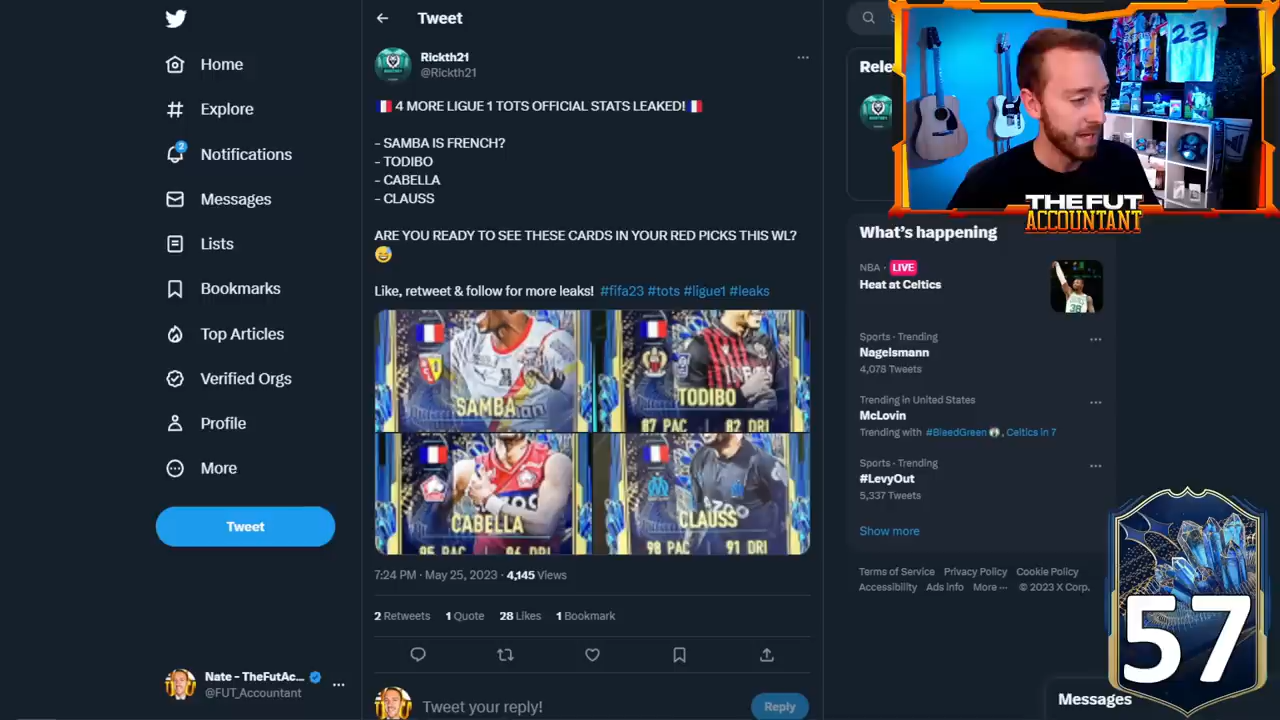 Tweet
Home
Explore
2
Notifications
Messages
Lists
Bookmarks
Top Articles
Verified Orgs
Profile
More
Tweet
Nate - TheFutAc...
@FUT_Accountant
Rickth21
@Rickth21
4 MORE LIGUE 1 TOTS OFFICIAL STATS LEAKED!
- SAMBA IS FRENCH?
- TODIBO
- CABELLA
- CLAUSS
ARE YOU READY TO SEE THESE CARDS IN YOUR RED PICKS THIS WL?
Like, retweet & follow for more leaks! #fifa23 #tots #ligue1 #leaks
SAMBA
TODIBO
87 PAC 82 DRI
CABELLA
95 PAC 96 DRI
CLAUSS
98 PAC 91 DRI
7:24 PM · May 25, 2023 · 4,145 Views
2 Retweets 1 Quote 28 Likes 1 Bookmark
Tweet your reply!
Reply
Rele
23
THE FUT
ACCOUNTANT
What's happening
NBA · LIVE
Heat at Celtics
Sports · Trending
Nagelsmann
4,078 Tweets
Trending in United States
McLovin
Trending with #BleedGreen, Celtics in 7
Sports · Trending
#LevyOut
5,337 Tweets
Show more
Terms of Service Privacy Policy Cookie Policy
Accessibility Ads info More ··· © 2023 X Corp.
57
Messages